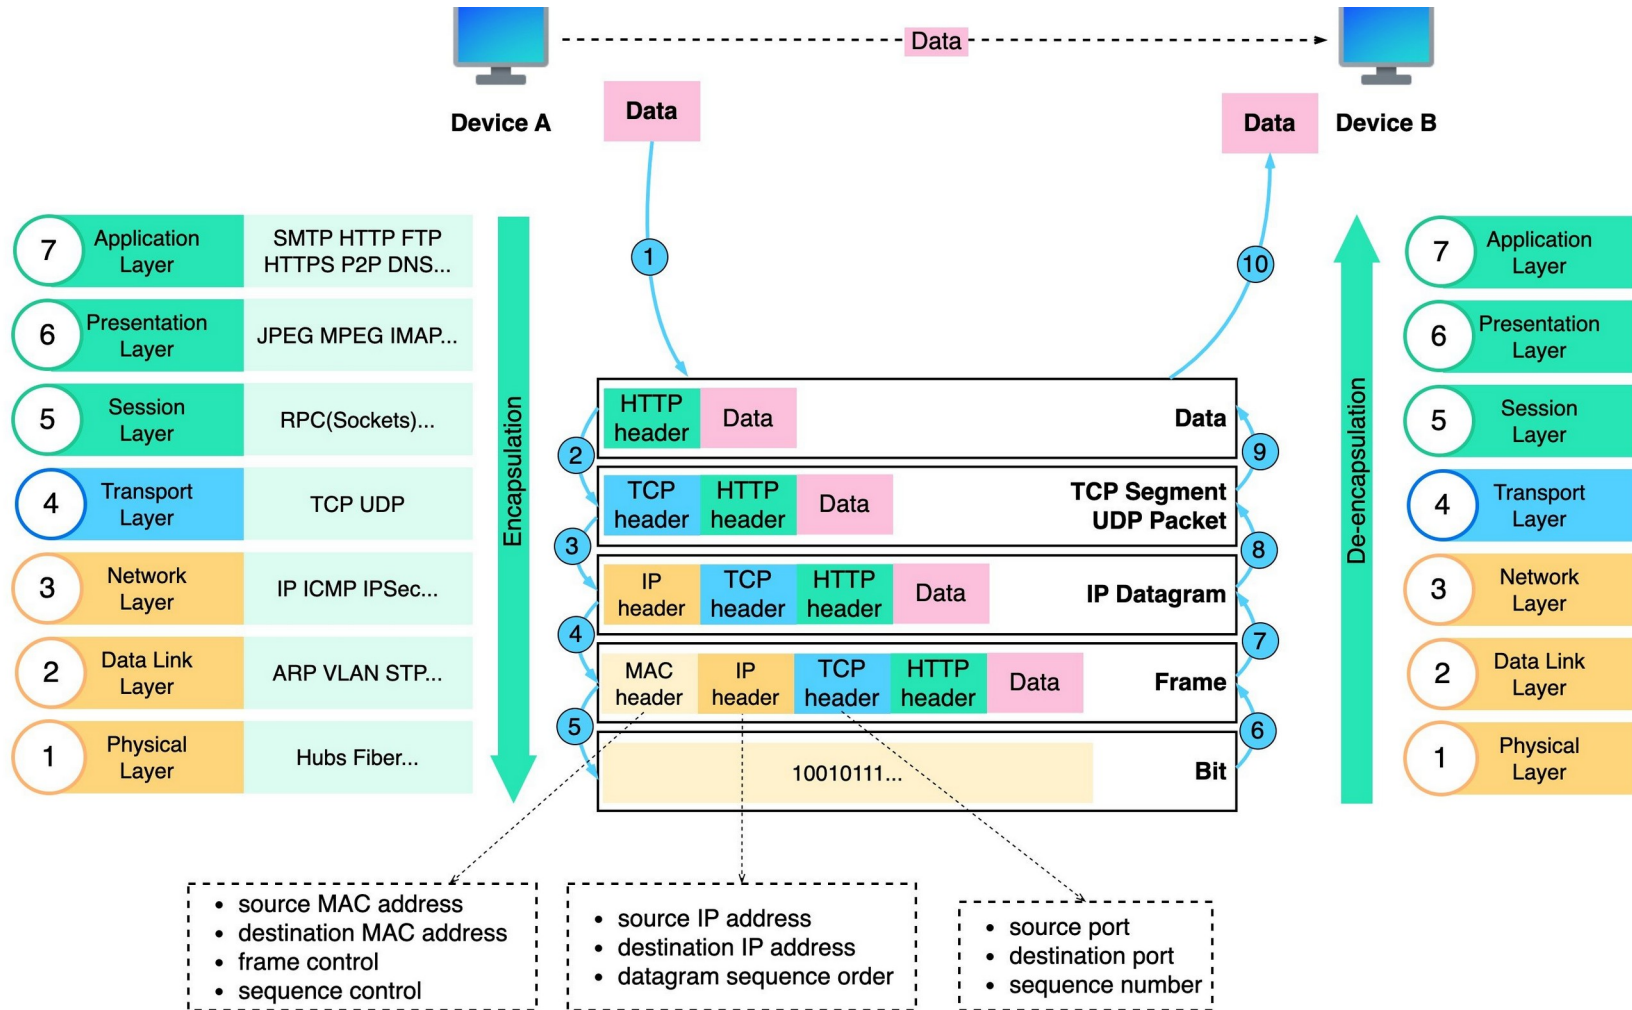 Data
Device A
Data
Data
Device B
7
Application
Layer
SMTP HTTP FTP
HTTPS P2P DNS...
6
Presentation
Layer
JPEG MPEG IMAP...
5
Session
Layer
RPC(Sockets)...
4
Transport
Layer
TCP UDP
3
Network
Layer
IP ICMP IPSec...
2
Data Link
Layer
ARP VLAN STP...
1
Physical
Layer
Hubs Fiber...
Encapsulation
1
2
3
4
5
HTTP
header
Data
Data
TCP
header
HTTP
header
Data
TCP Segment
UDP Packet
IP
header
TCP
header
HTTP
header
Data
IP Datagram
MAC
header
IP
header
TCP
header
HTTP
header
Data
Frame
10010111...
Bit
10
9
8
7
6
De-encapsulation
7
Application
Layer
6
Presentation
Layer
5
Session
Layer
4
Transport
Layer
3
Network
Layer
2
Data Link
Layer
1
Physical
Layer
• source MAC address
• destination MAC address
• frame control
• sequence control
• source IP address
• destination IP address
• datagram sequence order
• source port
• destination port
• sequence number